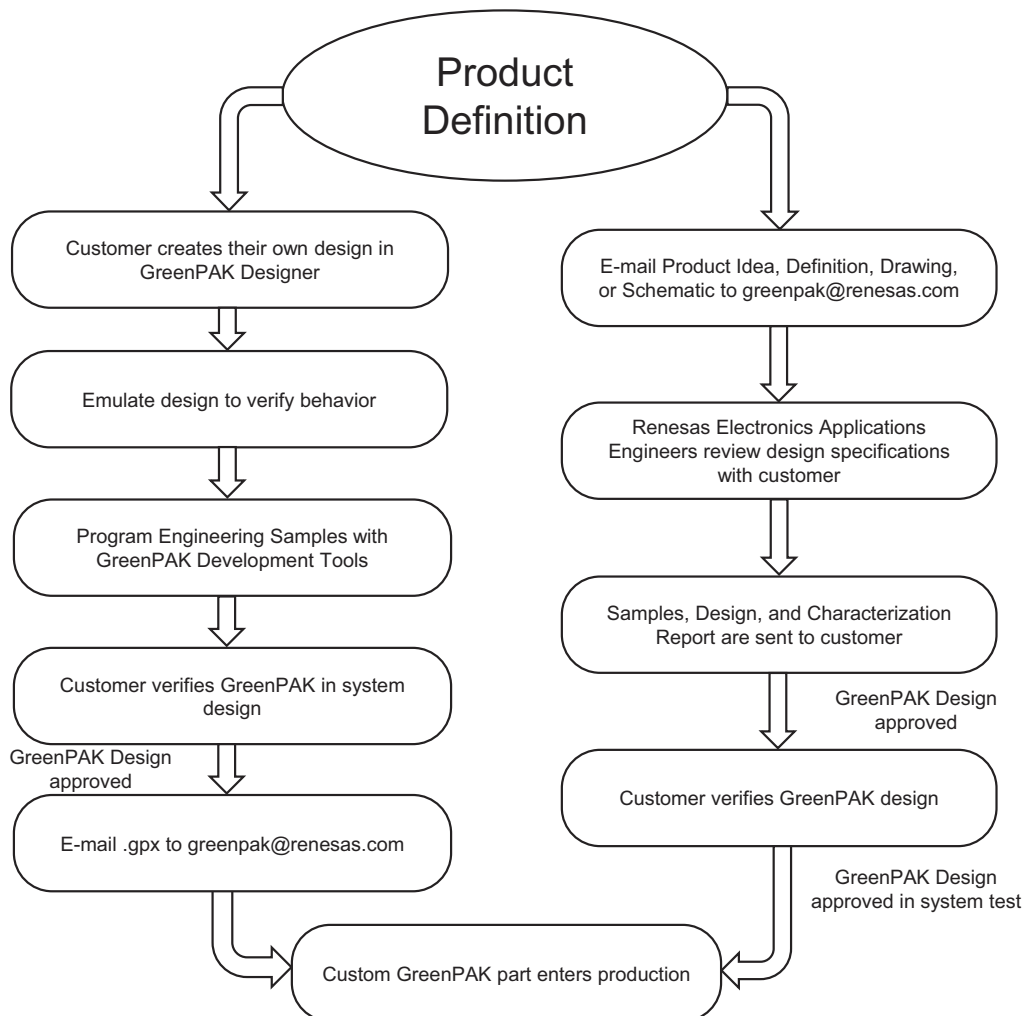 Product
Definition
Customer creates their own design in
GreenPAK Designer
Emulate design to verify behavior
Program Engineering Samples with
GreenPAK Development Tools
Customer verifies GreenPAK in system
design
GreenPAK Design
approved
E-mail .gpx to greenpak@renesas.com
E-mail Product Idea, Definition, Drawing,
or Schematic to greenpak@renesas.com
Renesas Electronics Applications
Engineers review design specifications
with customer
Samples, Design, and Characterization
Report are sent to customer
GreenPAK Design
approved
Customer verifies GreenPAK design
GreenPAK Design
approved in system test
Custom GreenPAK part enters production